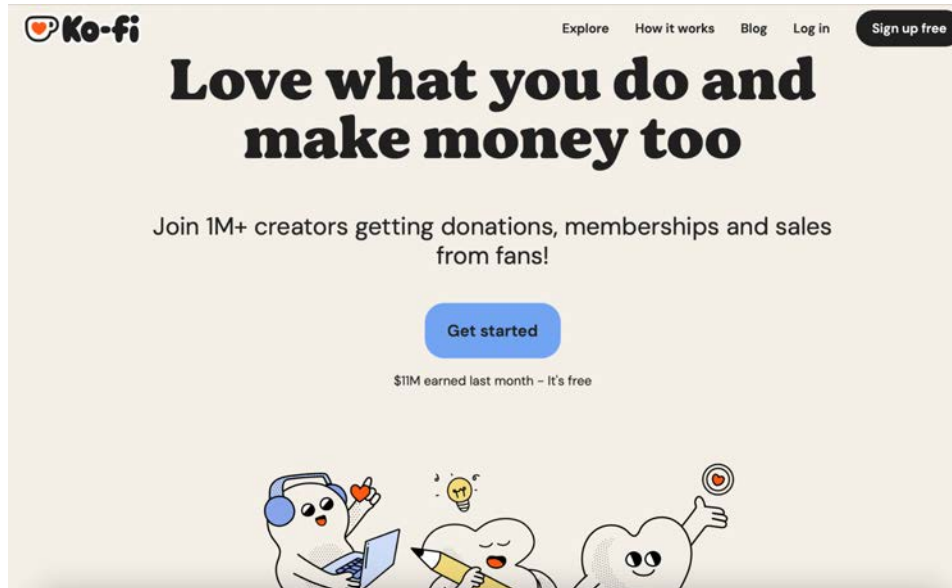 Ko-fi
Explore How it works Blog Log in Sign up free
Love what you do and
make money too
Join 1M+ creators getting donations, memberships and sales
from fans!
Get started
$11M earned last month - It's free